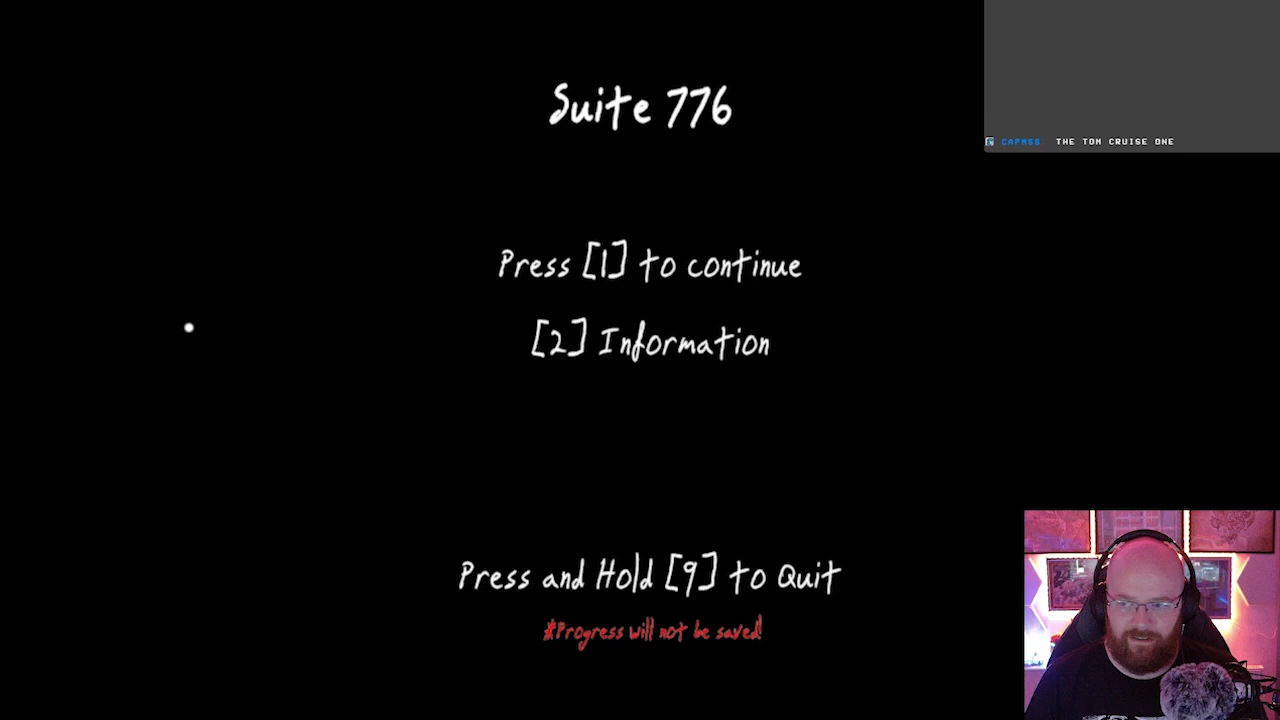 Suite 776
CAPMSS THE TOM CRUISE ONE
Press [1] to continue
[2] Information
Press and Hold [9] to Quit
*Progress will not be saved!